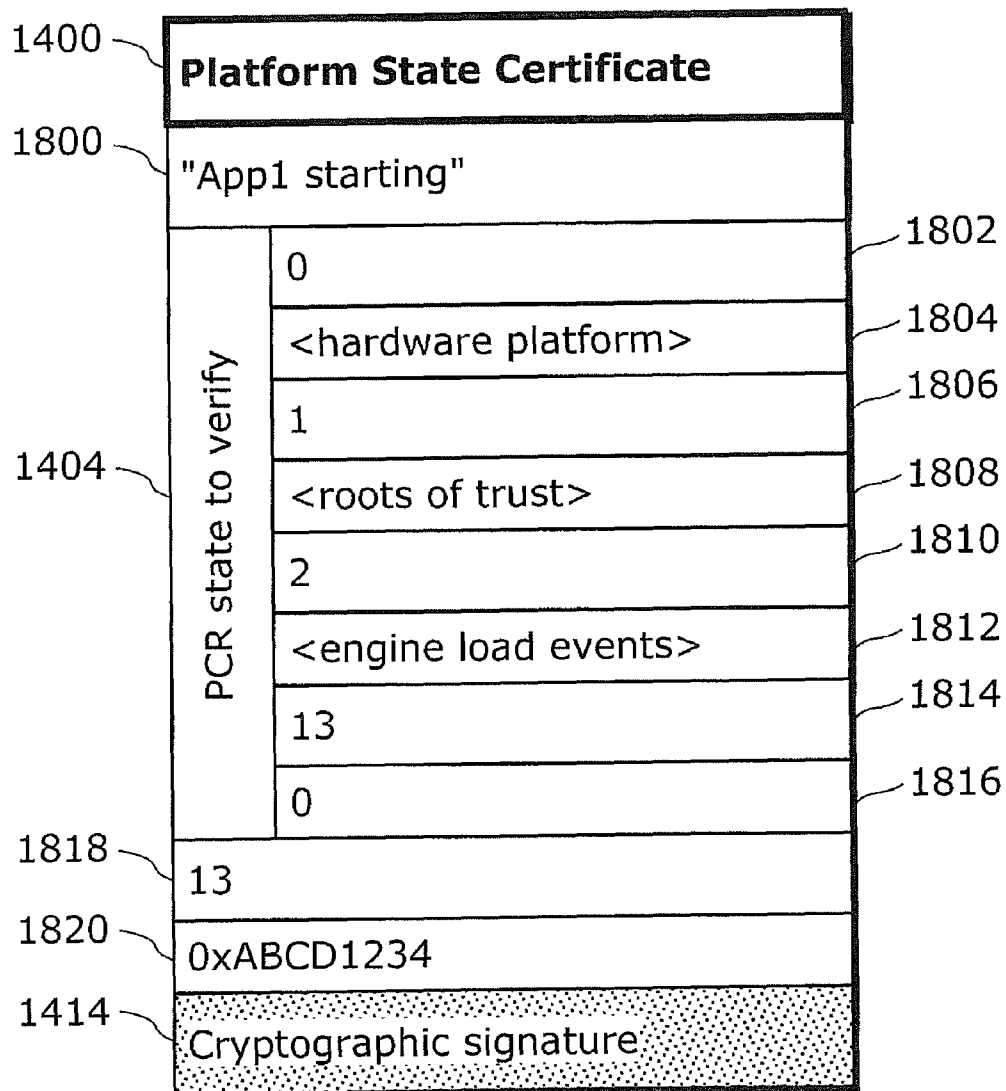 1400
Platform State Certificate
1800
"App1 starting"
1404
PCR state to verify
0
1802
<hardware platform>
1804
1
1806
<roots of trust>
1808
2
1810
<engine load events>
1812
13
1814
0
1816
1818
13
1820
0xABCD1234
1414
Cryptographic signature